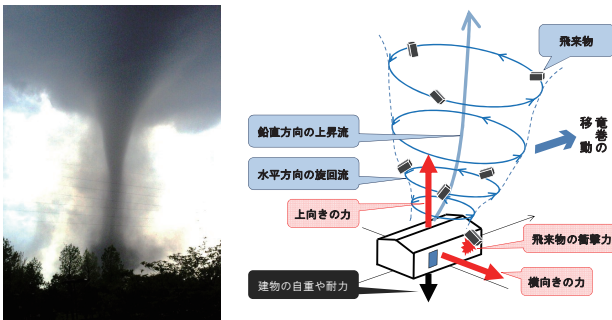 飛来物
鉛直方向の上昇流
竜巻の
移動
水平方向の旋回流
上向きの力
飛来物の衝撃力
横向きの力
建物の自重や耐力